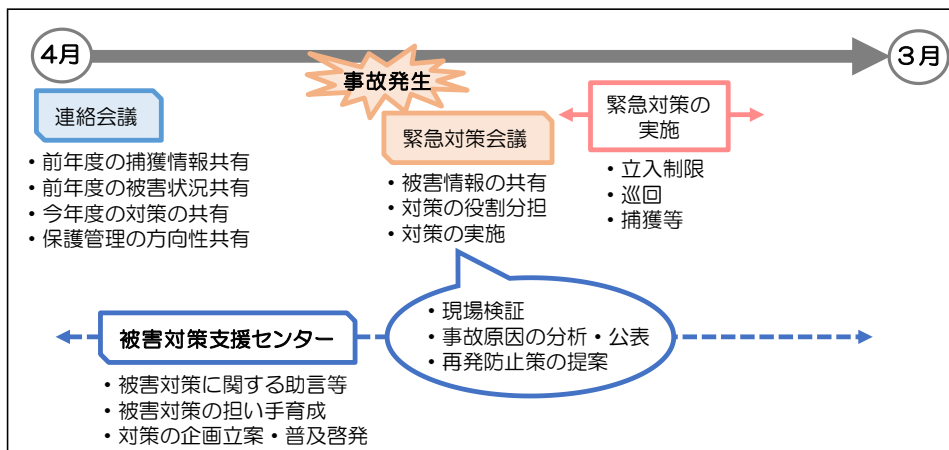 4月
3月
事故発生
連絡会議
・前年度の捕獲情報共有
・前年度の被害状況共有
・今年度の対策の共有
・保護管理の方向性共有
緊急対策会議
・被害情報の共有
・対策の役割分担
・対策の実施
緊急対策の
実施
・立入制限
・巡回
・捕獲等
被害対策支援センター
・被害対策に関する助言等
・被害対策の担い手育成
・対策の企画立案・普及啓発
・現場検証
・事故原因の分析・公表
・再発防止策の提案